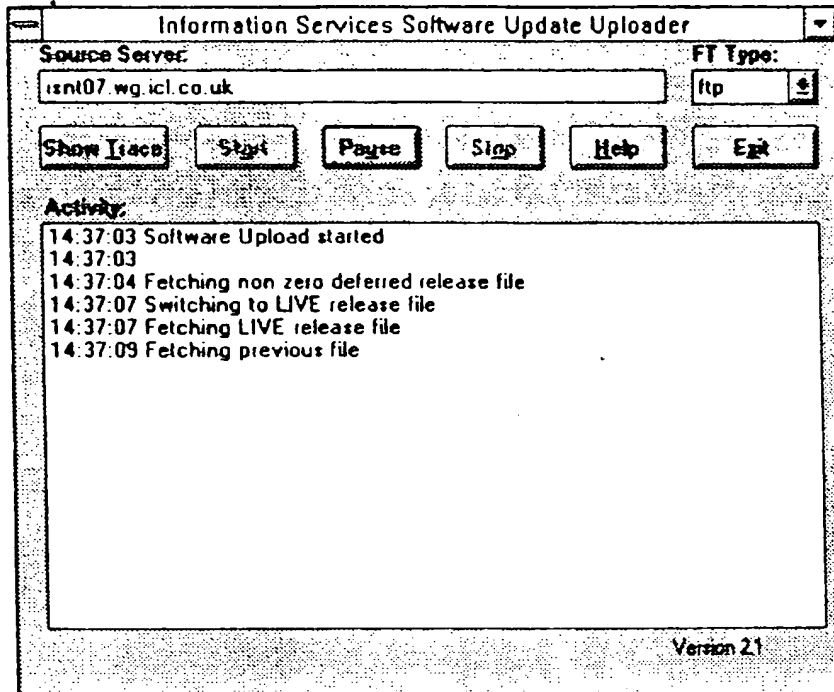 Information Services Software Update Uploader
Source Server:
FT Type:
isnt07.wg.icl.co.uk
ftp
Show Trace
Start
Pause
Stop
Help
Exit
Activity:
14:37:03 Software Upload started
14:37:03
14:37:04 Fetching non zero deferred release file
14:37:07 Switching to LIVE release file
14:37:07 Fetching LIVE release file
14:37:09 Fetching previous file
Version 2.1